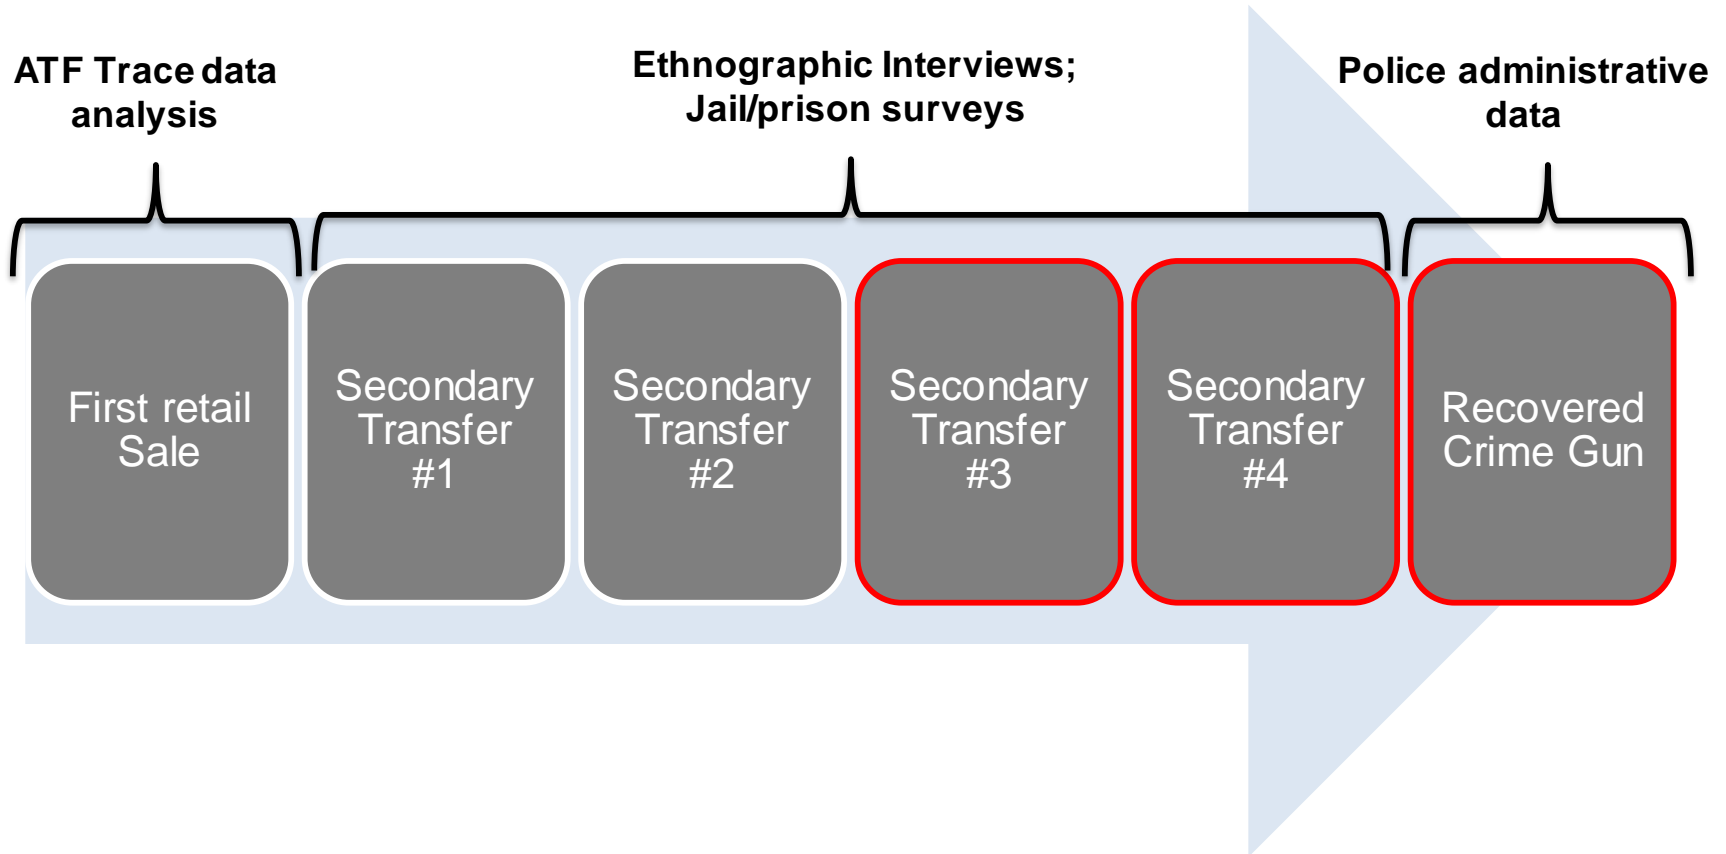 ATF Trace data
analysis
Ethnographic Interviews;
Jail/prison surveys
Police administrative
data
First retail
Sale
Secondary
Transfer
#1
Secondary
Transfer
#2
Secondary
Transfer
#3
Secondary
Transfer
#4
Recovered
Crime Gun